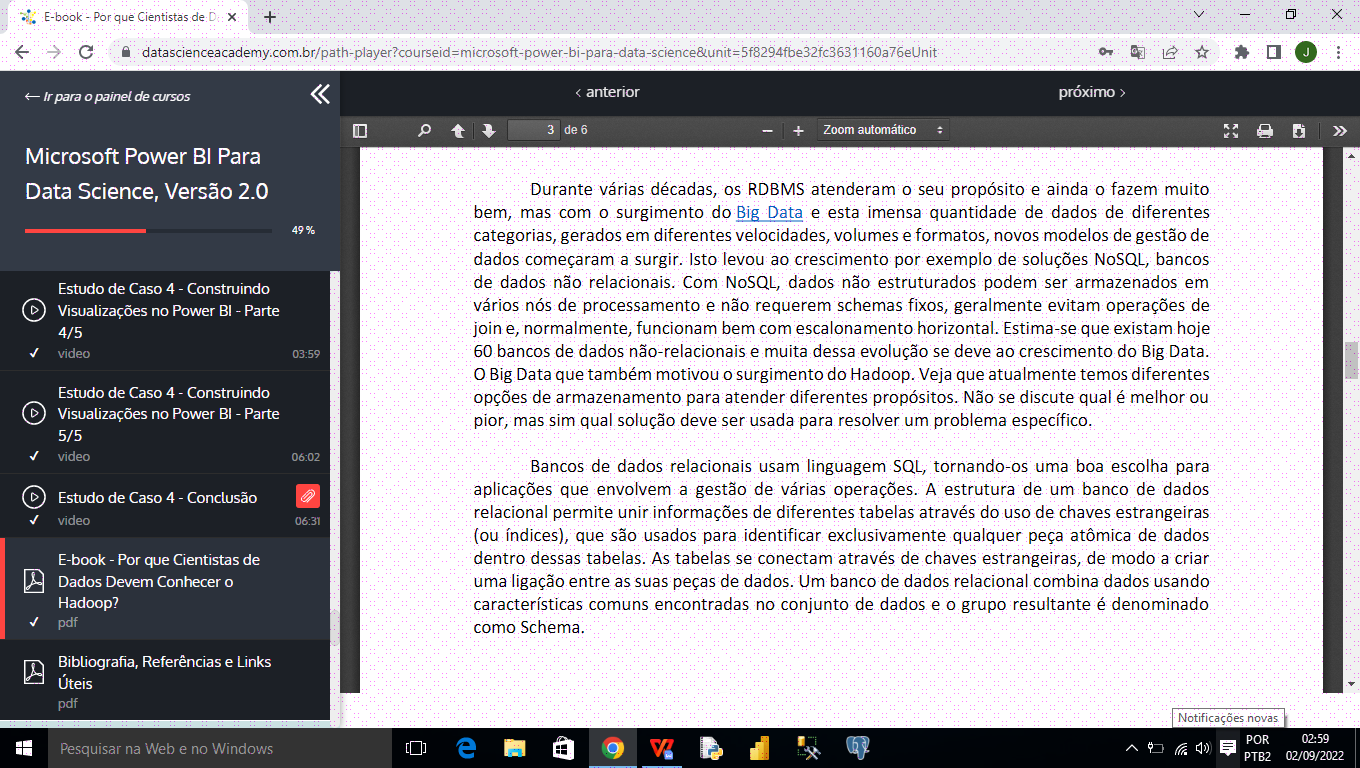 E-book - Por que Cientistas de D
datascienceacademy.com.br/path-player?courseid=microsoft-power-bi-para-data-science&unit=5f8294fbe32fc3631160a76eUnit
J
← Ir para o painel de cursos
‹ anterior
próximo ›
3 de 6
Zoom automático
Microsoft Power BI Para
Data Science, Versão 2.0
49 %
Estudo de Caso 4 - Construindo
Visualizações no Power BI - Parte
4/5
video 03:59
Estudo de Caso 4 - Construindo
Visualizações no Power BI - Parte
5/5
video 06:02
Estudo de Caso 4 - Conclusão
video 06:31
E-book - Por que Cientistas de
Dados Devem Conhecer o
Hadoop?
pdf
Bibliografia, Referências e Links
Úteis
pdf
Durante várias décadas, os RDBMS atenderam o seu propósito e ainda o fazem muito
bem, mas com o surgimento do Big Data e esta imensa quantidade de dados de diferentes
categorias, gerados em diferentes velocidades, volumes e formatos, novos modelos de gestão de
dados começaram a surgir. Isto levou ao crescimento por exemplo de soluções NoSQL, bancos
de dados não relacionais. Com NoSQL, dados não estruturados podem ser armazenados em
vários nós de processamento e não requerem schemas fixos, geralmente evitam operações de
join e, normalmente, funcionam bem com escalonamento horizontal. Estima-se que existam hoje
60 bancos de dados não-relacionais e muita dessa evolução se deve ao crescimento do Big Data.
O Big Data que também motivou o surgimento do Hadoop. Veja que atualmente temos diferentes
opções de armazenamento para atender diferentes propósitos. Não se discute qual é melhor ou
pior, mas sim qual solução deve ser usada para resolver um problema específico.
Bancos de dados relacionais usam linguagem SQL, tornando-os uma boa escolha para
aplicações que envolvem a gestão de várias operações. A estrutura de um banco de dados
relacional permite unir informações de diferentes tabelas através do uso de chaves estrangeiras
(ou índices), que são usados para identificar exclusivamente qualquer peça atômica de dados
dentro dessas tabelas. As tabelas se conectam através de chaves estrangeiras, de modo a criar
uma ligação entre as suas peças de dados. Um banco de dados relacional combina dados usando
características comuns encontradas no conjunto de dados e o grupo resultante é denominado
como Schema.
Notificações novas
Pesquisar na Web e no Windows
POR
PTB2
02:59
02/09/2022